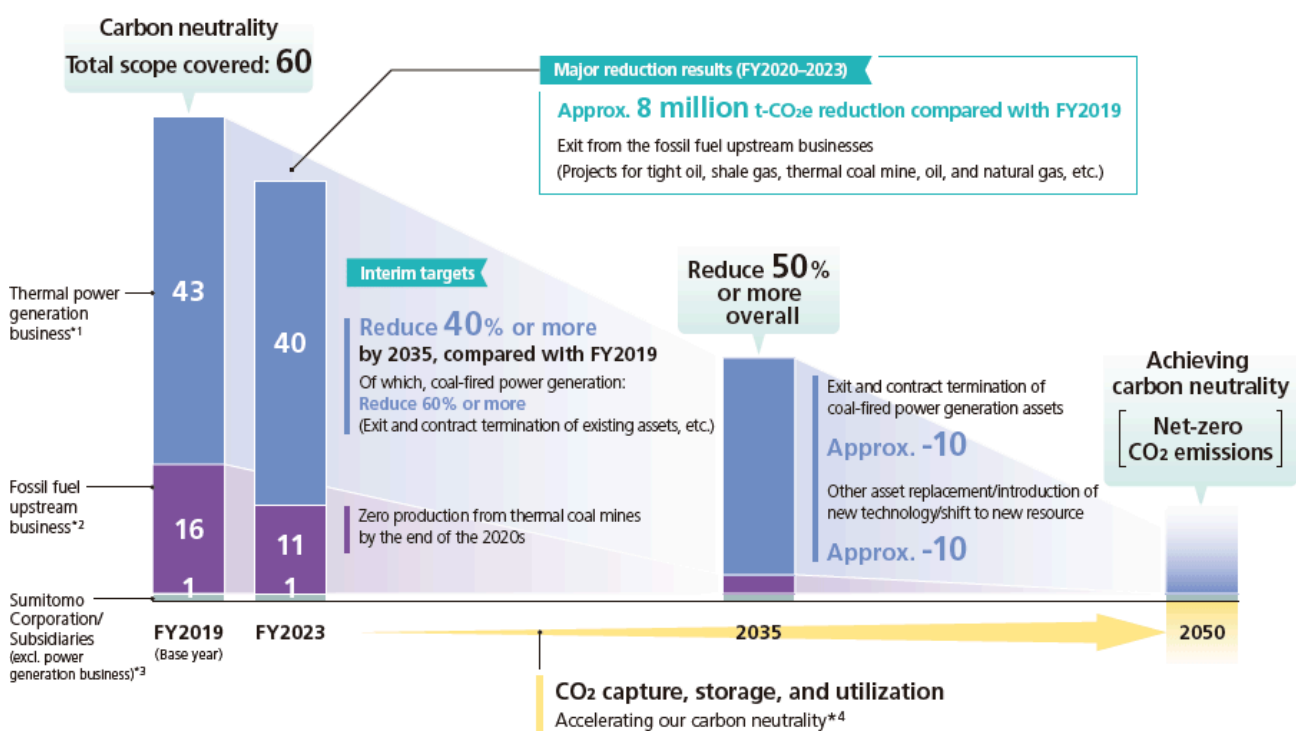 Carbon neutrality
Total scope covered: 60
Major reduction results (FY2020–2023)
Approx. 8 million t-CO₂e reduction compared with FY2019
Exit from the fossil fuel upstream businesses
(Projects for tight oil, shale gas, thermal coal mine, oil, and natural gas, etc.)
Thermal power
generation
business*1
43
40
Interim targets
Reduce 40% or more
by 2035, compared with FY2019
Of which, coal-fired power generation:
Reduce 60% or more
(Exit and contract termination of existing assets, etc.)
Reduce 50%
or more
overall
Exit and contract termination of
coal-fired power generation assets
Approx. -10
Other asset replacement/introduction of
new technology/shift to new resource
Approx. -10
Achieving
carbon neutrality
Net-zero
CO₂ emissions
Fossil fuel
upstream
business*2
16
11
Zero production from thermal coal mines
by the end of the 2020s
1
1
Sumitomo
Corporation/
Subsidiaries
(excl. power
generation business)*3
FY2019
(Base year)
FY2023
2035
2050
CO₂ capture, storage, and utilization
Accelerating our carbon neutrality*4